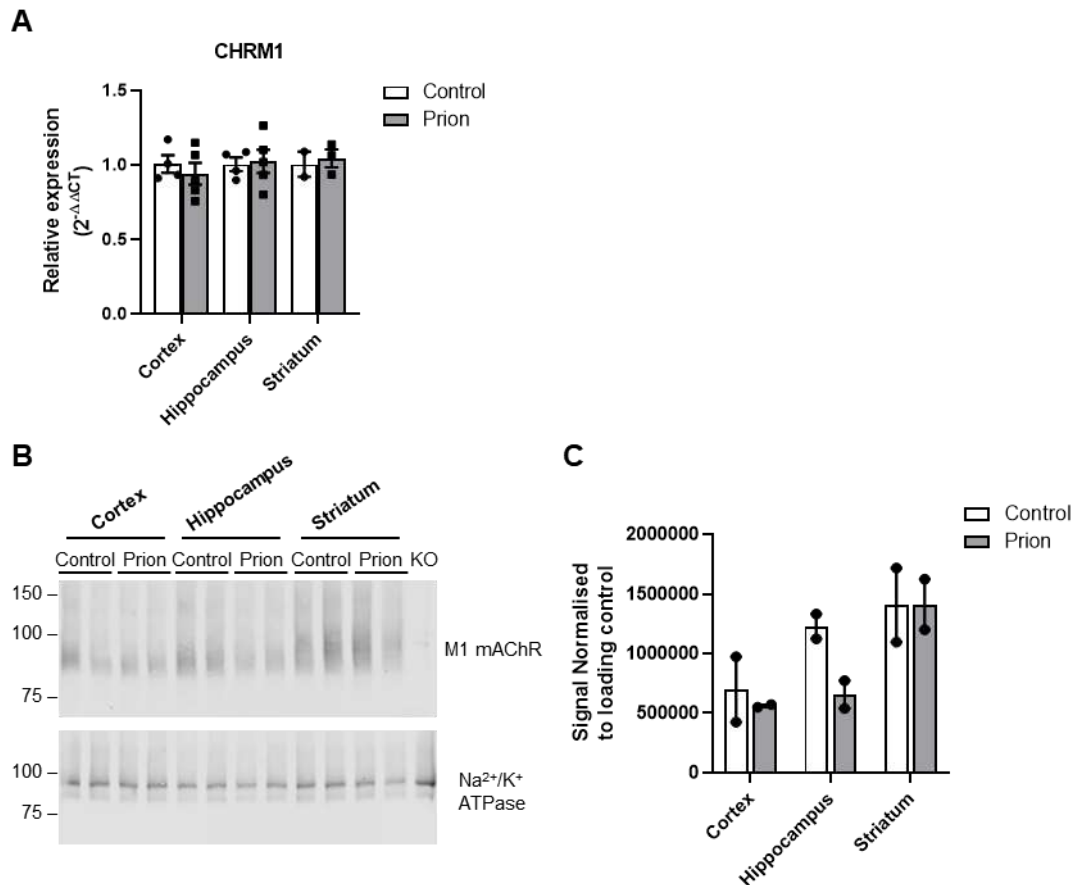 A
CHRM1
Relative expression
(2^-ΔΔCT)
1.5
1.0
0.5
0.0
Cortex
Hippocampus
Striatum
Control
Prion
B
Cortex
Hippocampus
Striatum
Control Prion Control Prion Control Prion KO
150
100
75
M1 mAChR
100
75
Na²⁺/K⁺
ATPase
C
Signal Normalised
to loading control
2000000
1500000
1000000
500000
0
Cortex
Hippocampus
Striatum
Control
Prion